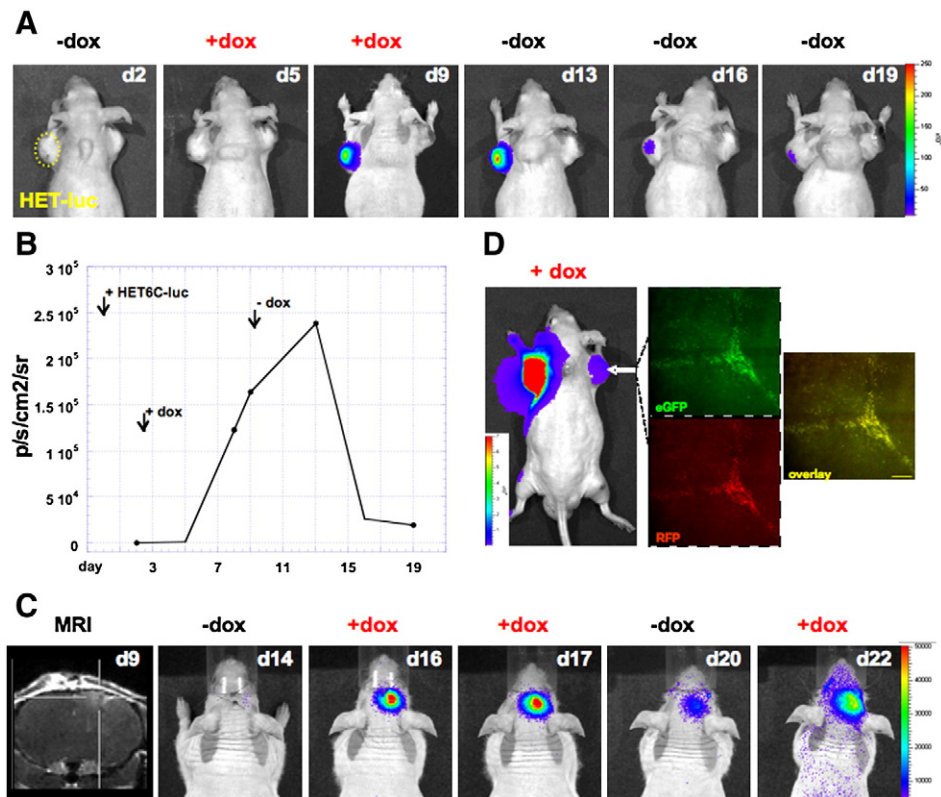 A
-dox +dox +dox -dox -dox -dox
d2 d5 d9 d13 d16 d19
HET-luc
250
200
150
100
50
B
3 10⁵
2.5 10⁵
2 10⁵
1.5 10⁵
1 10⁵
5 10⁴
0
p/s/cm2/sr
+ HET6C-luc
- dox
+ dox
day 3 7 11 15 19
D
+ dox
eGFP
RFP
overlay
C
MRI -dox +dox +dox -dox +dox
d9 d14 d16 d17 d20 d22
50000
40000
30000
20000
10000